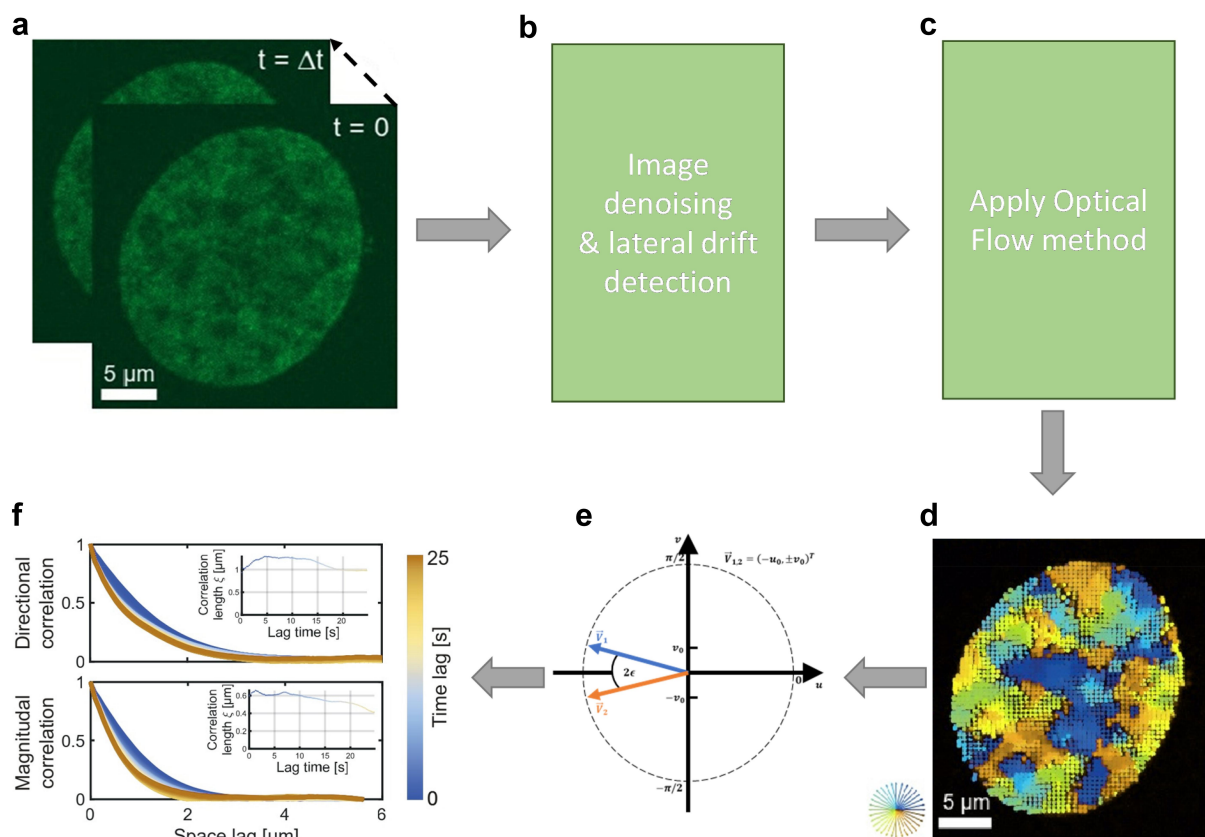 a
t = Δt
t = 0
5 µm
b
Image
denoising
& lateral drift
detection
c
Apply Optical
Flow method
d
5 µm
e
v
π/2
V⃗₁,₂ = (−u₀, ±v₀)ᵀ
V⃗₁
v₀
2ϵ
0
u
V⃗₂
−v₀
−π/2
f
Directional
correlation
1
0.5
0
Correlation
length ξ [µm]
1
0.5
0
0 5 10 15 20
Lag time [s]
Magnitudal
correlation
1
0.5
0
Correlation
length ξ [µm]
0.6
0.4
0.2
0
0 5 10 15 20
Lag time [s]
0 2 4 6
Space lag [µm]
25
Time lag [s]
0